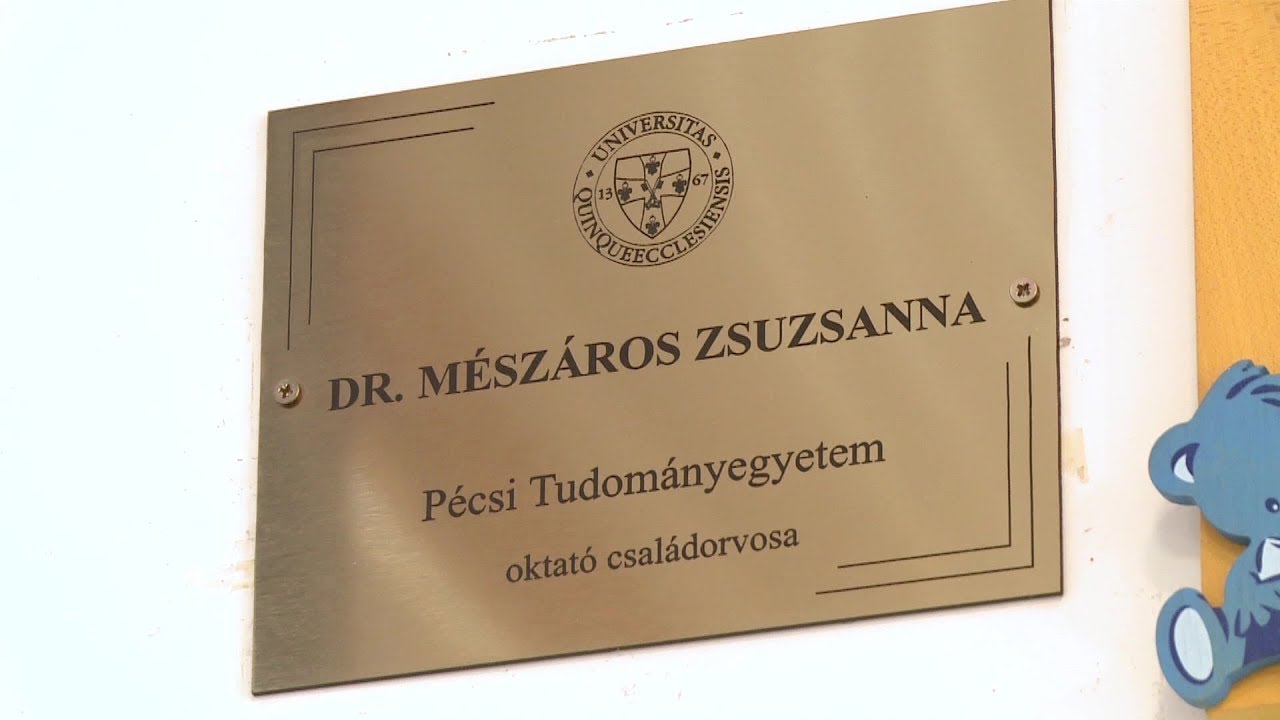 UNIVERSITAS
13 67
QUINQUEECCLESIENSIS
DR. MÉSZÁROS ZSUZSANNA
Pécsi Tudományegyetem
oktató családorvosa